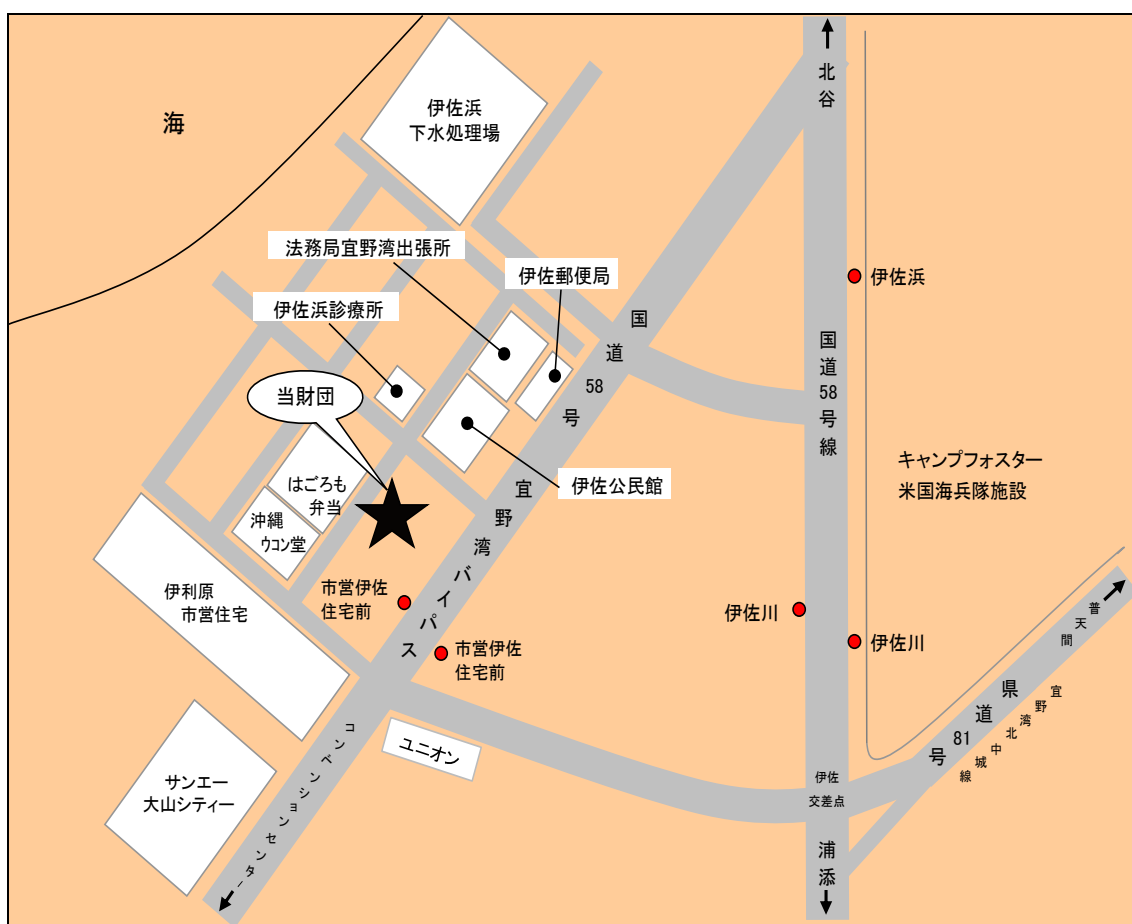 北谷
海
伊佐浜
下水処理場
法務局宜野湾出張所
伊佐郵便局
伊佐浜
伊佐浜診療所
国道58号
国道58号線
当財団
キャンプフォスター
米国海兵隊施設
はごろも
弁当
伊佐公民館
沖縄
ウコン堂
宜野湾バイパス
伊利原
市営住宅
市営伊佐
住宅前
伊佐川
伊佐川
市営伊佐
住宅前
普天間
県道81号
宜野湾北中城線
コンベンションセンター
ユニオン
サンエー
大山シティー
伊佐
交差点
浦添